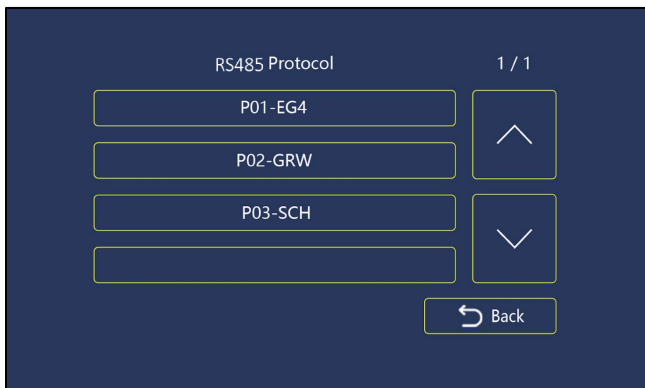 RS485 Protocol
1 / 1
P01-EG4
P02-GRW
P03-SCH
Back